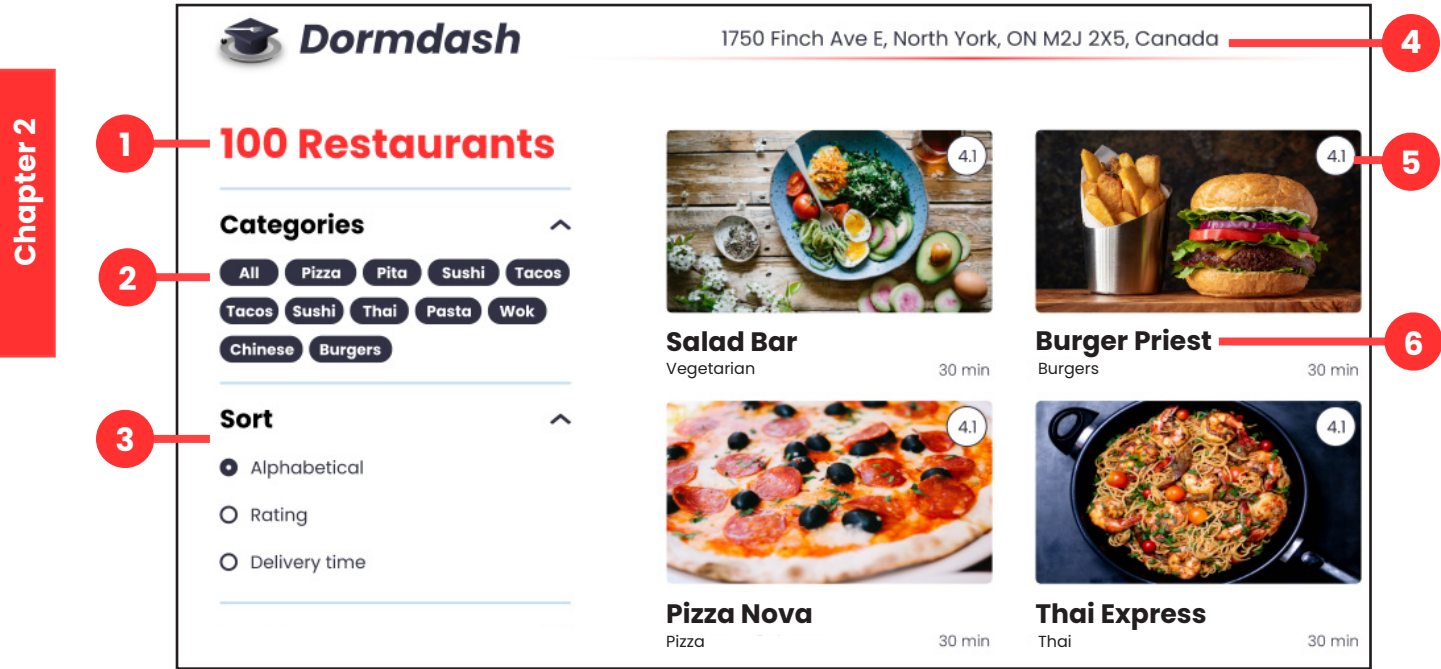 Chapter 2
Dormdash
1750 Finch Ave E, North York, ON M2J 2X5, Canada
4
1
100 Restaurants
Categories
2
All Pizza Pita Sushi Tacos
Tacos Sushi Thai Pasta Wok
Chinese Burgers
3
Sort
Alphabetical
Rating
Delivery time
4.1
4.1
5
Salad Bar
Vegetarian
30 min
Burger Priest
6
Burgers
30 min
4.1
4.1
Pizza Nova
Pizza
30 min
Thai Express
Thai
30 min